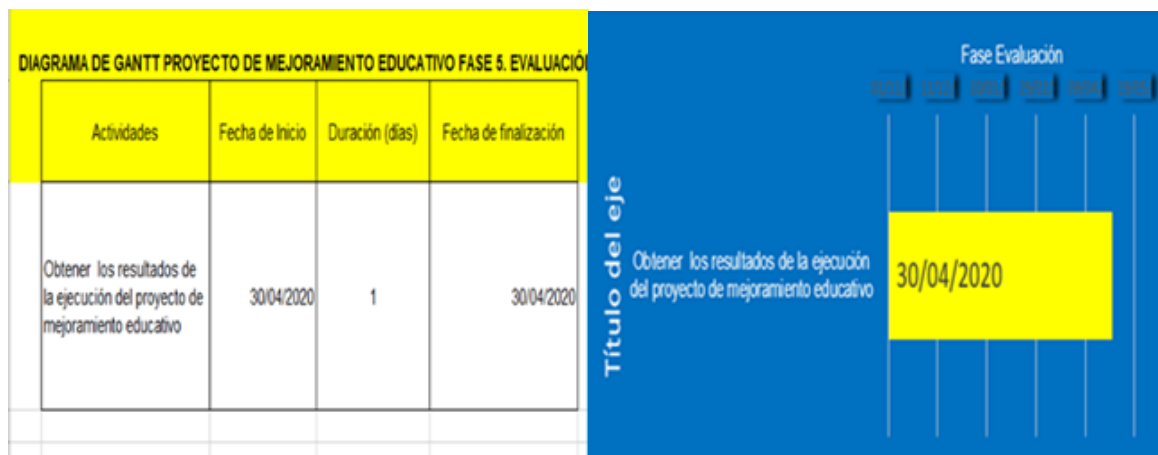 DIAGRAMA DE GANTT PROYECTO DE MEJORAMIENTO EDUCATIVO FASE 5. EVALUACIÓ
Actividades Fecha de Inicio Duración (días) Fecha de finalización
Obtener los resultados de
la ejecución del proyecto de
mejoramiento educativo
30/04/2020 1 30/04/2020
Fase Evaluación
Título del eje
Obtener los resultados de la ejecución
del proyecto de mejoramiento educativo
30/04/2020